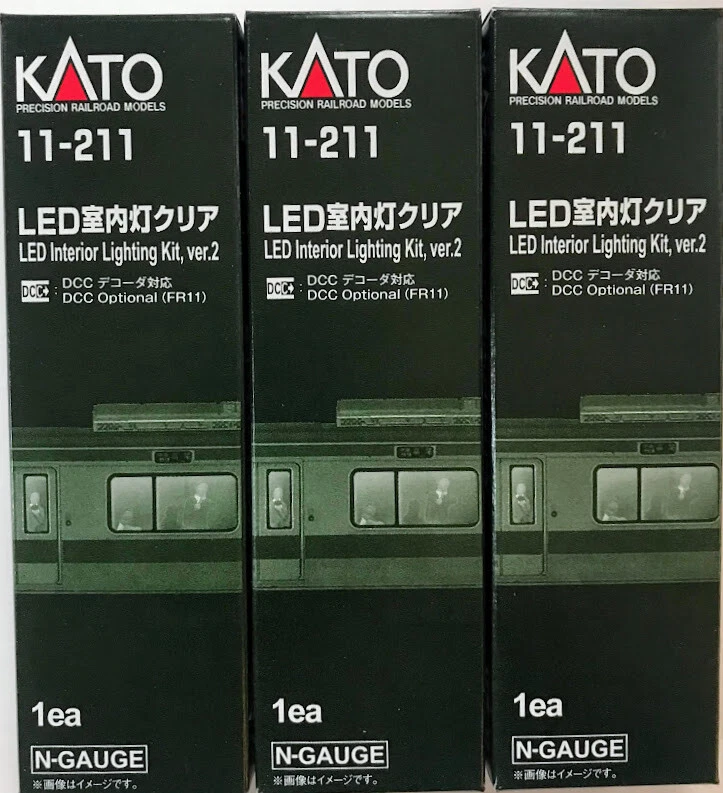 KATO
PRECISION RAILROAD MODELS
11-211
LED室内灯クリア
LED Interior Lighting Kit, ver.2
DCC : DCC デコーダ対応
DCC Optional (FR11)
1ea
N-GAUGE
※画像はイメージです。
KATO
PRECISION RAILROAD MODELS
11-211
LED室内灯クリア
LED Interior Lighting Kit, ver.2
DCC : DCC デコーダ対応
DCC Optional (FR11)
1ea
N-GAUGE
※画像はイメージです。
KATO
PRECISION RAILROAD MODELS
11-211
LED室内灯クリア
LED Interior Lighting Kit, ver.2
DCC : DCC デコーダ対応
DCC Optional (FR11)
1ea
N-GAUGE
※画像はイメージです。